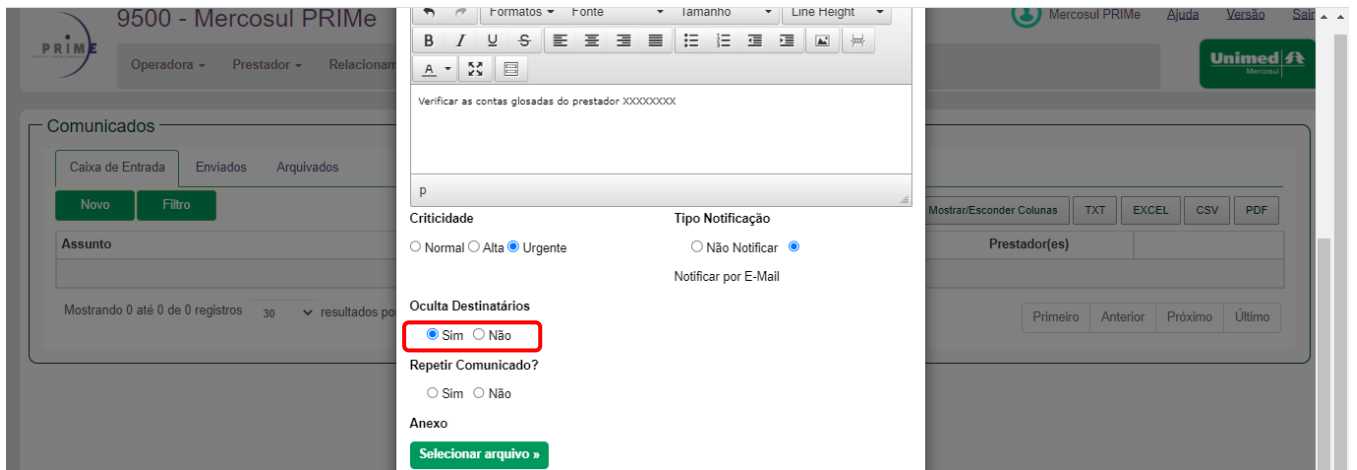 9500 - Mercosul PRIMe
PRIME
Operadora Prestador Relacionam
Formatos Fonte Tamanho Line Height
B I U S
A
Mercosul PRIMe Ajuda Versão Sair
Unimed
Mercosul
Verificar as contas glosadas do prestador XXXXXXXX
p
Comunicados
Caixa de Entrada Enviados Arquivados
Novo Filtro
Mostrar/Esconder Colunas TXT EXCEL CSV PDF
Assunto Prestador(es)
Mostrando 0 até 0 de 0 registros 30 resultados po
Primeiro Anterior Próximo Último
Criticidade Tipo Notificação
Normal Alta Urgente Não Notificar
Notificar por E-Mail
Oculta Destinatários
Sim Não
Repetir Comunicado?
Sim Não
Anexo
Selecionar arquivo »